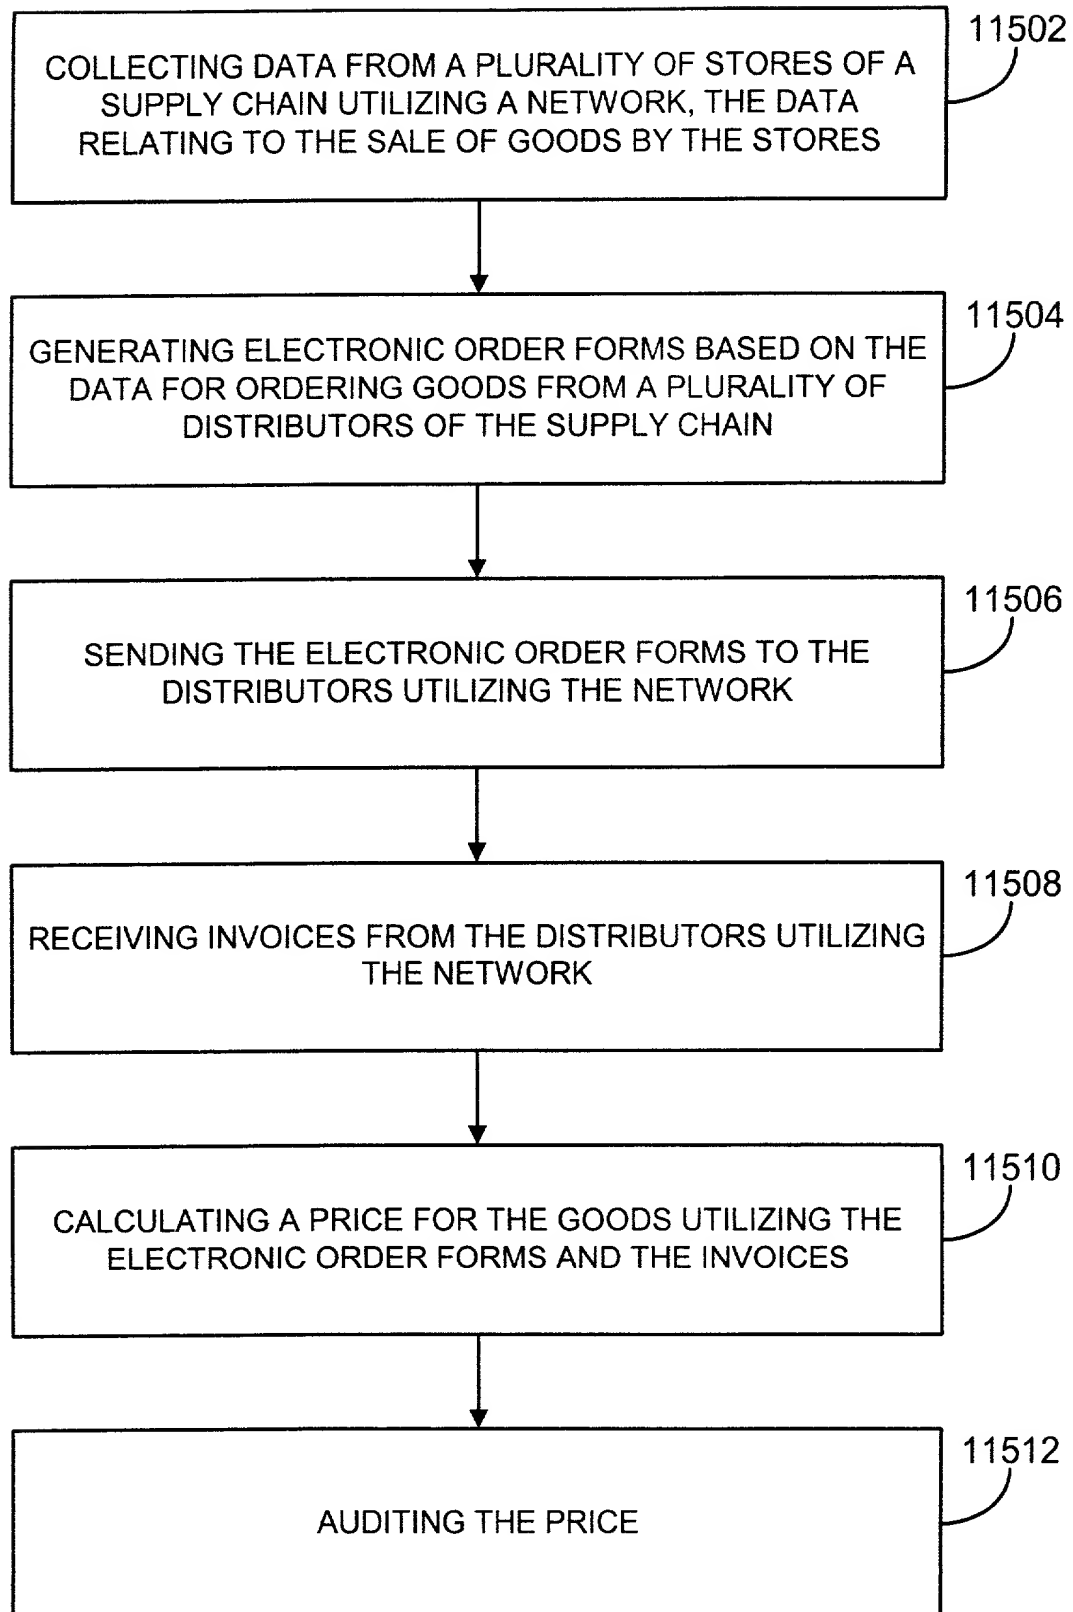 11502
COLLECTING DATA FROM A PLURALITY OF STORES OF A
SUPPLY CHAIN UTILIZING A NETWORK, THE DATA
RELATING TO THE SALE OF GOODS BY THE STORES
11504
GENERATING ELECTRONIC ORDER FORMS BASED ON THE
DATA FOR ORDERING GOODS FROM A PLURALITY OF
DISTRIBUTORS OF THE SUPPLY CHAIN
11506
SENDING THE ELECTRONIC ORDER FORMS TO THE
DISTRIBUTORS UTILIZING THE NETWORK
11508
RECEIVING INVOICES FROM THE DISTRIBUTORS UTILIZING
THE NETWORK
11510
CALCULATING A PRICE FOR THE GOODS UTILIZING THE
ELECTRONIC ORDER FORMS AND THE INVOICES
11512
AUDITING THE PRICE